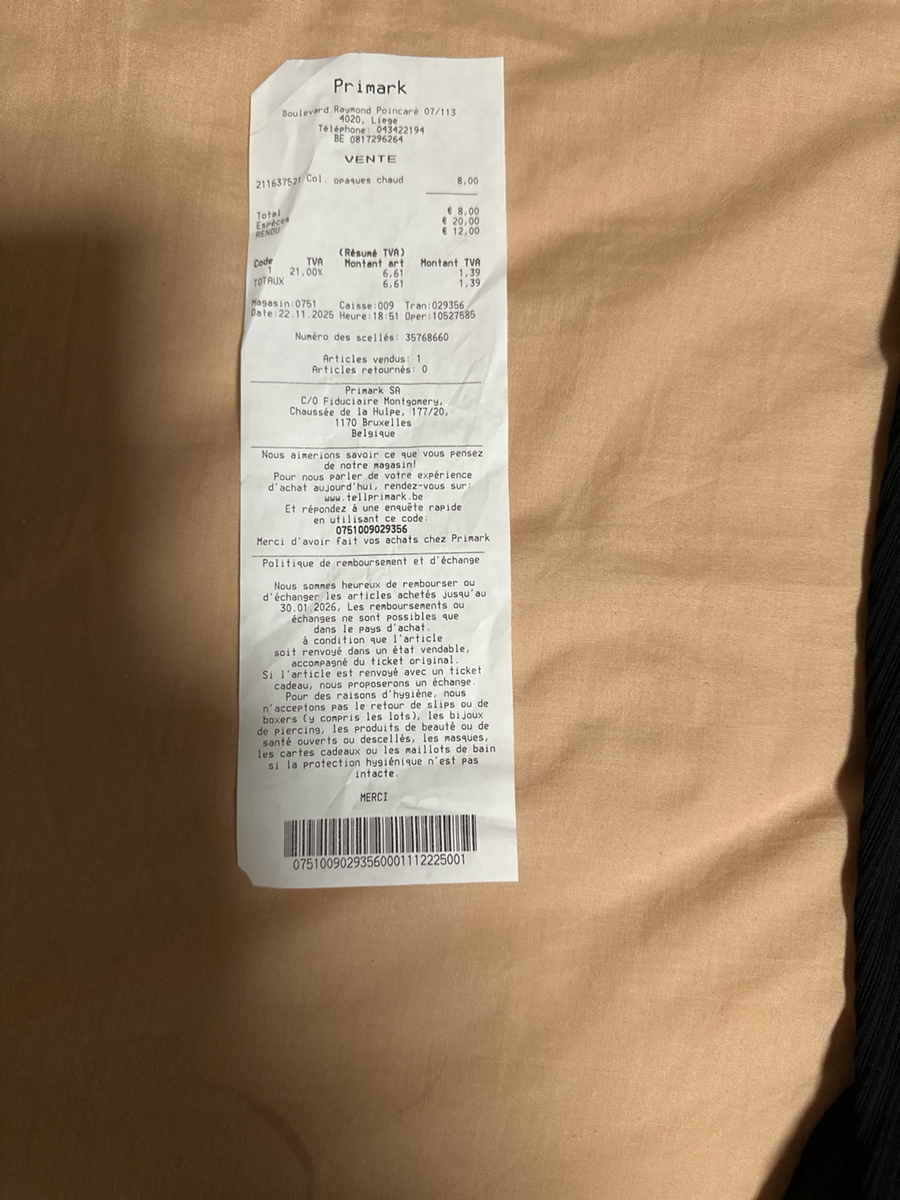 Primark
Boulevard Raymond Poincaré 07/113
4020, Liege
Téléphone: 043422194
BE 0817296264
VENTE
211637521 Col. opaques chaud 8,00
Total € 8,00
Espèces € 20,00
RENDU € 12,00
(Résumé TVA)
Code TVA Montant art Montant TVA
1 21,00% 6,61 1,39
TOTAUX 6,61 1,39
Magasin:0751 Caisse:009 Tran:029356
Date:22.11.2025 Heure:18:51 Oper:10527585
Numéro des scellés: 35768660
Articles vendus: 1
Articles retournés: 0
Primark SA
C/O Fiduciaire Montgomery,
Chaussée de la Hulpe, 177/20,
1170 Bruxelles
Belgique
Nous aimerions savoir ce que vous pensez
de notre magasin!
Pour nous parler de votre expérience
d'achat aujourd'hui, rendez-vous sur:
www.tellprimark.be
Et répondez à une enquête rapide
en utilisant ce code:
0751009029356
Merci d'avoir fait vos achats chez Primark
Politique de remboursement et d'échange
Nous sommes heureux de rembourser ou
d'échanger les articles achetés jusqu'au
30.01.2026, Les remboursements ou
échanges ne sont possibles que
dans le pays d'achat.
à condition que l'article
soit renvoyé dans un état vendable,
accompagné du ticket original.
Si l'article est renvoyé avec un ticket
cadeau, nous proposerons un échange.
Pour des raisons d'hygiène, nous
n'acceptons pas le retour de slips ou de
boxers (y compris les lots), les bijoux
de piercing, les produits de beauté ou de
santé ouverts ou descellés, les masques,
les cartes cadeaux ou les maillots de bain
si la protection hygiénique n'est pas
intacte.
MERCI
07510090293560001112225001